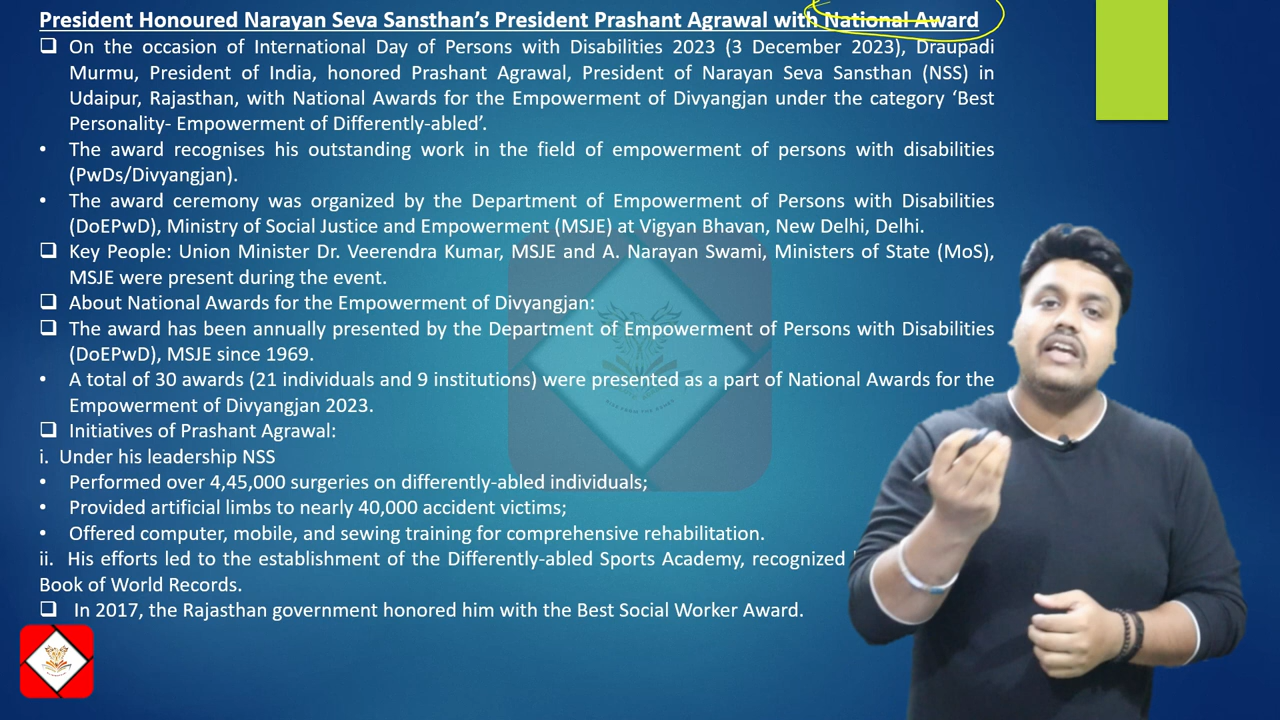 President Honoured Narayan Seva Sansthan's President Prashant Agrawal with National Award
❑ On the occasion of International Day of Persons with Disabilities 2023 (3 December 2023), Draupadi
Murmu, President of India, honored Prashant Agrawal, President of Narayan Seva Sansthan (NSS) in
Udaipur, Rajasthan, with National Awards for the Empowerment of Divyangjan under the category ‘Best
Personality- Empowerment of Differently-abled’.
• The award recognises his outstanding work in the field of empowerment of persons with disabilities
(PwDs/Divyangjan).
• The award ceremony was organized by the Department of Empowerment of Persons with Disabilities
(DoEPwD), Ministry of Social Justice and Empowerment (MSJE) at Vigyan Bhavan, New Delhi, Delhi.
❑ Key People: Union Minister Dr. Veerendra Kumar, MSJE and A. Narayan Swami, Ministers of State (MoS),
MSJE were present during the event.
❑ About National Awards for the Empowerment of Divyangjan:
❑ The award has been annually presented by the Department of Empowerment of Persons with Disabilities
(DoEPwD), MSJE since 1969.
• A total of 30 awards (21 individuals and 9 institutions) were presented as a part of National Awards for the
Empowerment of Divyangjan 2023.
❑ Initiatives of Prashant Agrawal:
i. Under his leadership NSS
• Performed over 4,45,000 surgeries on differently-abled individuals;
• Provided artificial limbs to nearly 40,000 accident victims;
• Offered computer, mobile, and sewing training for comprehensive rehabilitation.
ii. His efforts led to the establishment of the Differently-abled Sports Academy, recognized
Book of World Records.
❑ In 2017, the Rajasthan government honored him with the Best Social Worker Award.